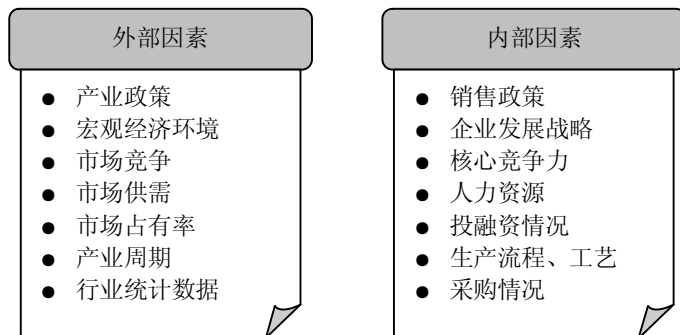 外部因素
● 产业政策
● 宏观经济环境
● 市场竞争
● 市场供需
● 市场占有率
● 产业周期
● 行业统计数据
内部因素
● 销售政策
● 企业发展战略
● 核心竞争力
● 人力资源
● 投融资情况
● 生产流程、工艺
● 采购情况